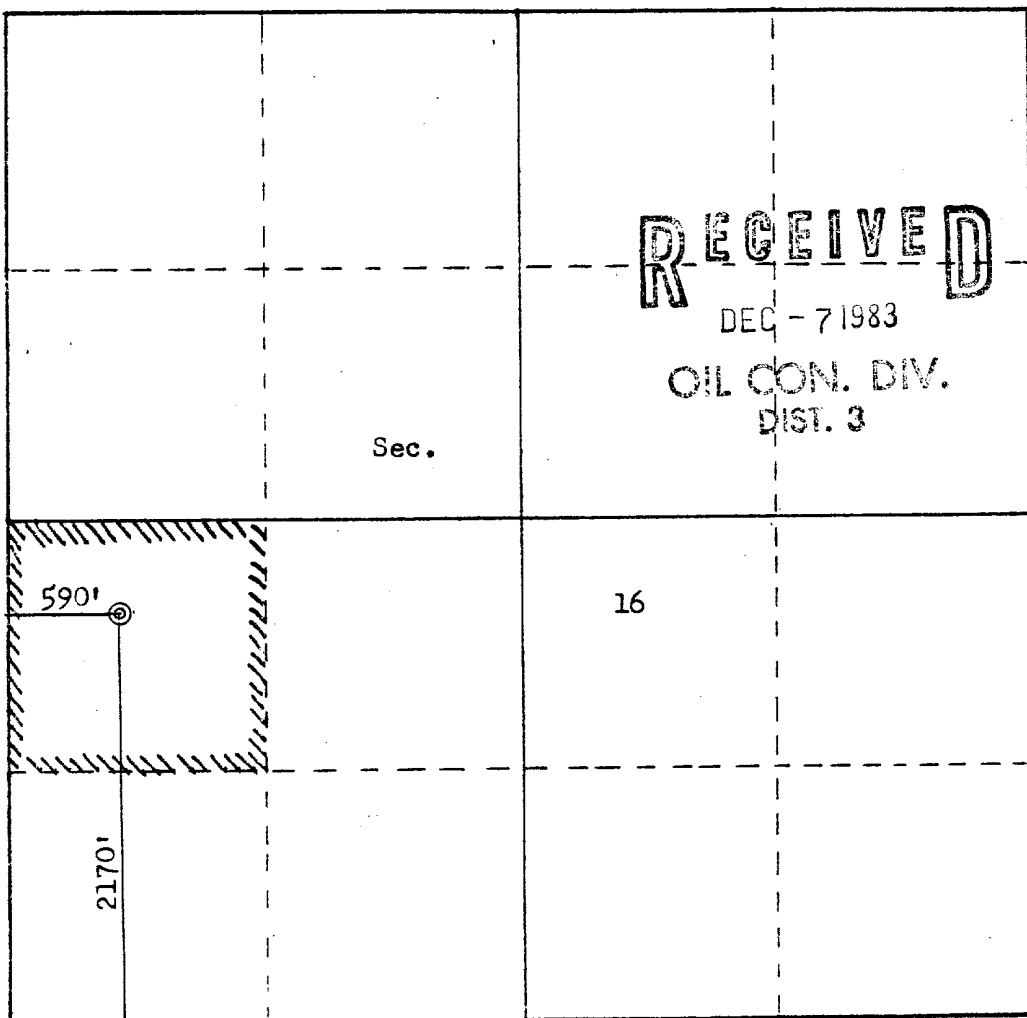 RECEIVED
DEC - 7 1983
OIL CON. DIV.
DIST. 3
Sec.
590'
16
2170'